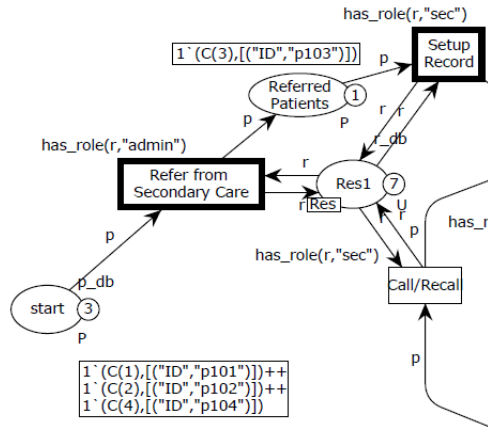 has_role(r,"sec")
1`(C(3),[("ID","p103")])
p
Setup
Record
Referred
Patients
1
p
P
r
r
r_db
p
has_role(r,"admin")
Refer from
Secondary Care
r
Res1
7
U
r
Res
r
r
p
has_r
has_role(r,"sec")
p
p_db
start
3
P
Call/Recall
p
1`(C(1),[("ID","p101")])++
1`(C(2),[("ID","p102")])++
1`(C(4),[("ID","p104")])